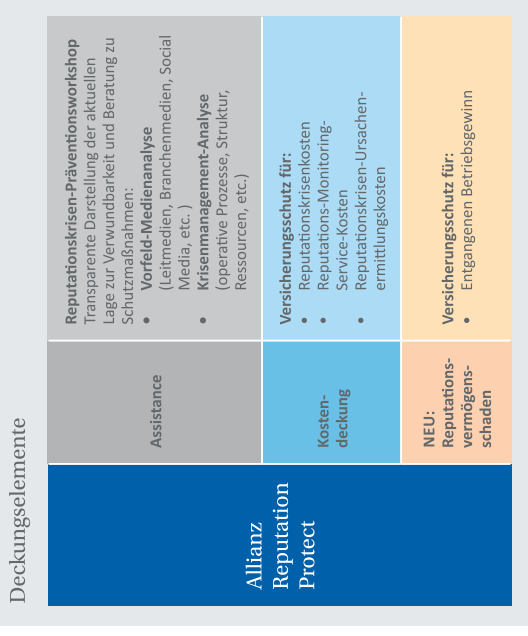 Deckungselemente
Allianz
Reputation
Protect
Assistance
Reputationskrisen-Präventionsworkshop
Transparente Darstellung der aktuellen
Lage zur Verwundbarkeit und Beratung zu
Schutzmaßnahmen:
• Vorfeld-Medienanalyse
(Leitmedien, Branchenmedien, Social
Media, etc. )
• Krisenmanagement-Analyse
(operative Prozesse, Struktur,
Ressourcen, etc.)
Kosten-
deckung
Versicherungsschutz für:
• Reputationskrisenkosten
• Reputations-Monitoring-
Service-Kosten
• Reputationskrisen-Ursachen-
ermittlungskosten
NEU:
Reputations-
vermögens-
schaden
Versicherungsschutz für:
• Entgangenen Betriebsgewinn